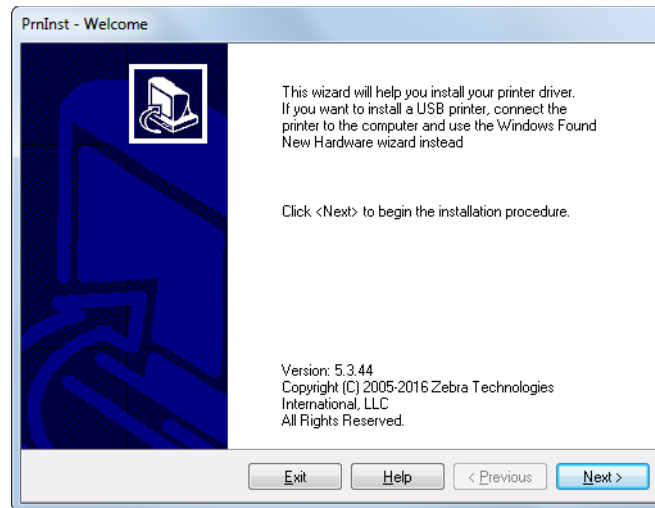 PrnInst - Welcome
This wizard will help you install your printer driver.
If you want to install a USB printer, connect the
printer to the computer and use the Windows Found
New Hardware wizard instead
Click <Next> to begin the installation procedure.
Version: 5.3.44
Copyright (C) 2005-2016 Zebra Technologies
International, LLC
All Rights Reserved.
Exit Help < Previous Next >